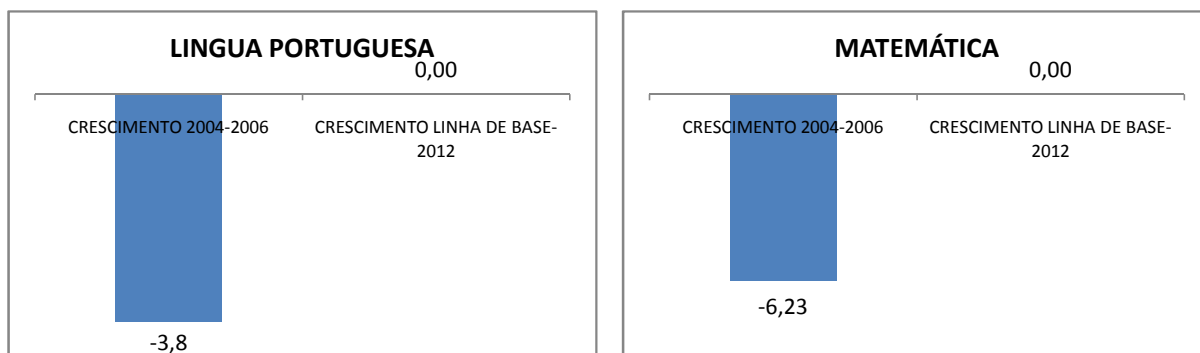 LINGUA PORTUGUESA
0,00
CRESCIMENTO 2004-2006
CRESCIMENTO LINHA DE BASE-
2012
-3,8
MATEMÁTICA
0,00
CRESCIMENTO 2004-2006
CRESCIMENTO LINHA DE BASE-
2012
-6,23